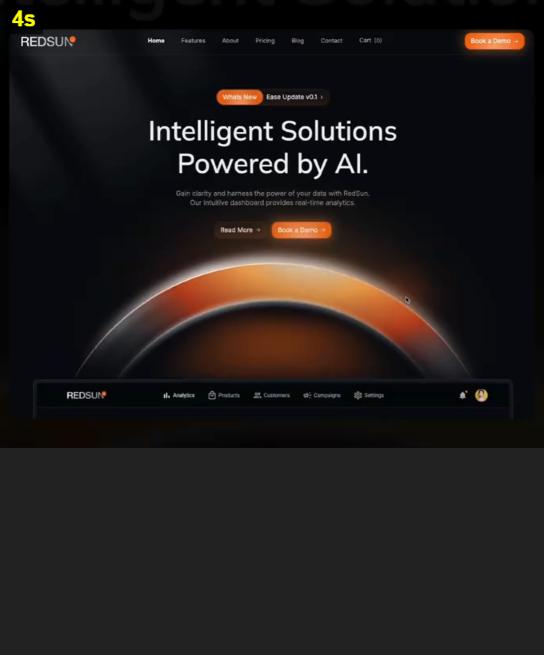 4s
REDSUN
Home Features About Pricing Blog Contact Cart (0)
Book a Demo →
Whats New Ease Update v0.1 ›
Intelligent Solutions
Powered by AI.
Gain clarity and harness the power of your data with RedSun.
Our intuitive dashboard provides real-time analytics.
Read More → Book a Demo →
REDSUN Analytics Products Customers Campaigns Settings